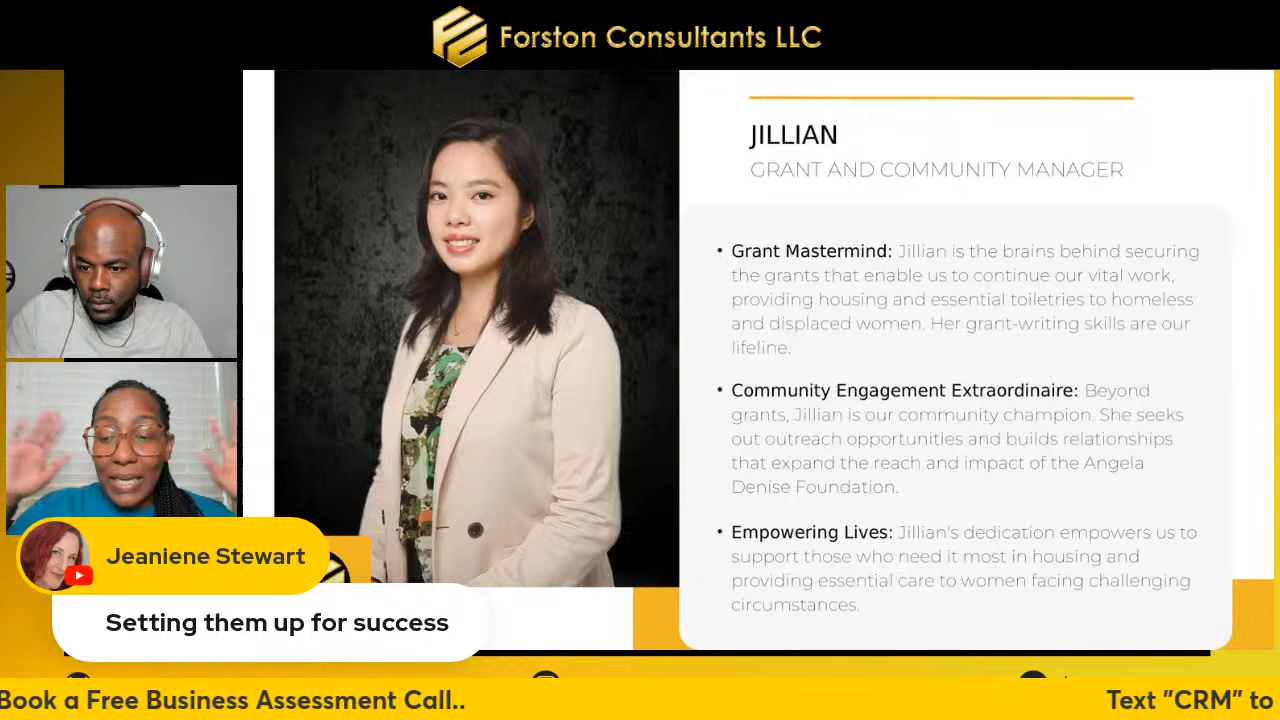 Forston Consultants LLC
JILLIAN
GRANT AND COMMUNITY MANAGER
• Grant Mastermind: Jillian is the brains behind securing
the grants that enable us to continue our vital work,
providing housing and essential toiletries to homeless
and displaced women. Her grant-writing skills are our
lifeline.
• Community Engagement Extraordinaire: Beyond
grants, Jillian is our community champion. She seeks
out outreach opportunities and builds relationships
that expand the reach and impact of the Angela
Denise Foundation.
• Empowering Lives: Jillian's dedication empowers us to
support those who need it most in housing and
providing essential care to women facing challenging
circumstances.
Jeaniene Stewart
Setting them up for success
Book a Free Business Assessment Call..
Text "CRM" to